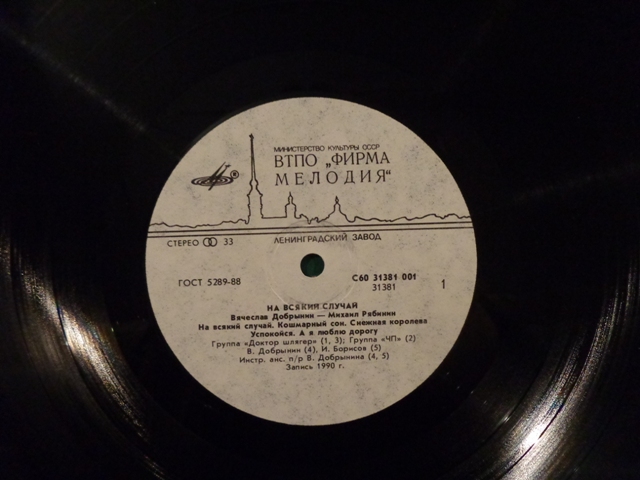 МИНИСТЕРСТВО КУЛЬТУРЫ СССР
ВТПО „ФИРМА
МЕЛОДИЯ“
СТЕРЕО 33
ЛЕНИНГРАДСКИЙ ЗАВОД
ГОСТ 5289-88
С60 31381 001
31381
1
НА ВСЯКИЙ СЛУЧАЙ
Вячеслав Добрынин — Михаил Рябинин
На всякий случай. Кошмарный сон. Снежная королева
Успокойся. А я люблю дорогу
Группа «Доктор шлягер» (1, 3); Группа «ЧП» (2)
В. Добрынин (4), И. Борисов (5)
Инстр. анс. п/р В. Добрынина (4, 5)
Запись 1990 г.